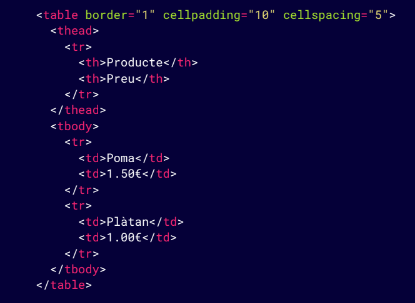 <table border="1" cellpadding="10" cellspacing="5">
<thead>
<tr>
<th>Producte</th>
<th>Preu</th>
</tr>
</thead>
<tbody>
<tr>
<td>Poma</td>
<td>1.50€</td>
</tr>
<tr>
<td>Plàtan</td>
<td>1.00€</td>
</tr>
</tbody>
</table>